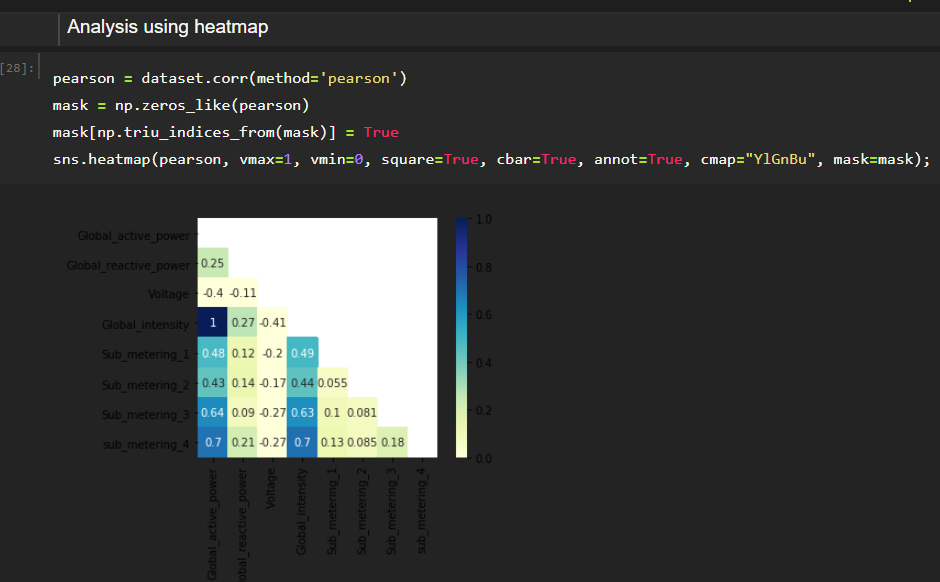 Analysis using heatmap
[28]:
pearson = dataset.corr(method='pearson')
mask = np.zeros_like(pearson)
mask[np.triu_indices_from(mask)] = True
sns.heatmap(pearson, vmax=1, vmin=0, square=True, cbar=True, annot=True, cmap="YlGnBu", mask=mask);
1.0
Global_active_power
Global_reactive_power 0.25
0.8
Voltage -0.4 -0.11
0.6
Global_intensity 1 0.27 -0.41
Sub_metering_1 0.48 0.12 -0.2 0.49
0.4
Sub_metering_2 0.43 0.14 -0.17 0.44 0.055
0.2
Sub_metering_3 0.64 0.09 -0.27 0.63 0.1 0.081
sub_metering_4 0.7 0.21 -0.27 0.7 0.13 0.085 0.18
0.0
Global_active_power
obal_reactive_power
Voltage
Global_intensity
Sub_metering_1
Sub_metering_2
Sub_metering_3
sub_metering_4